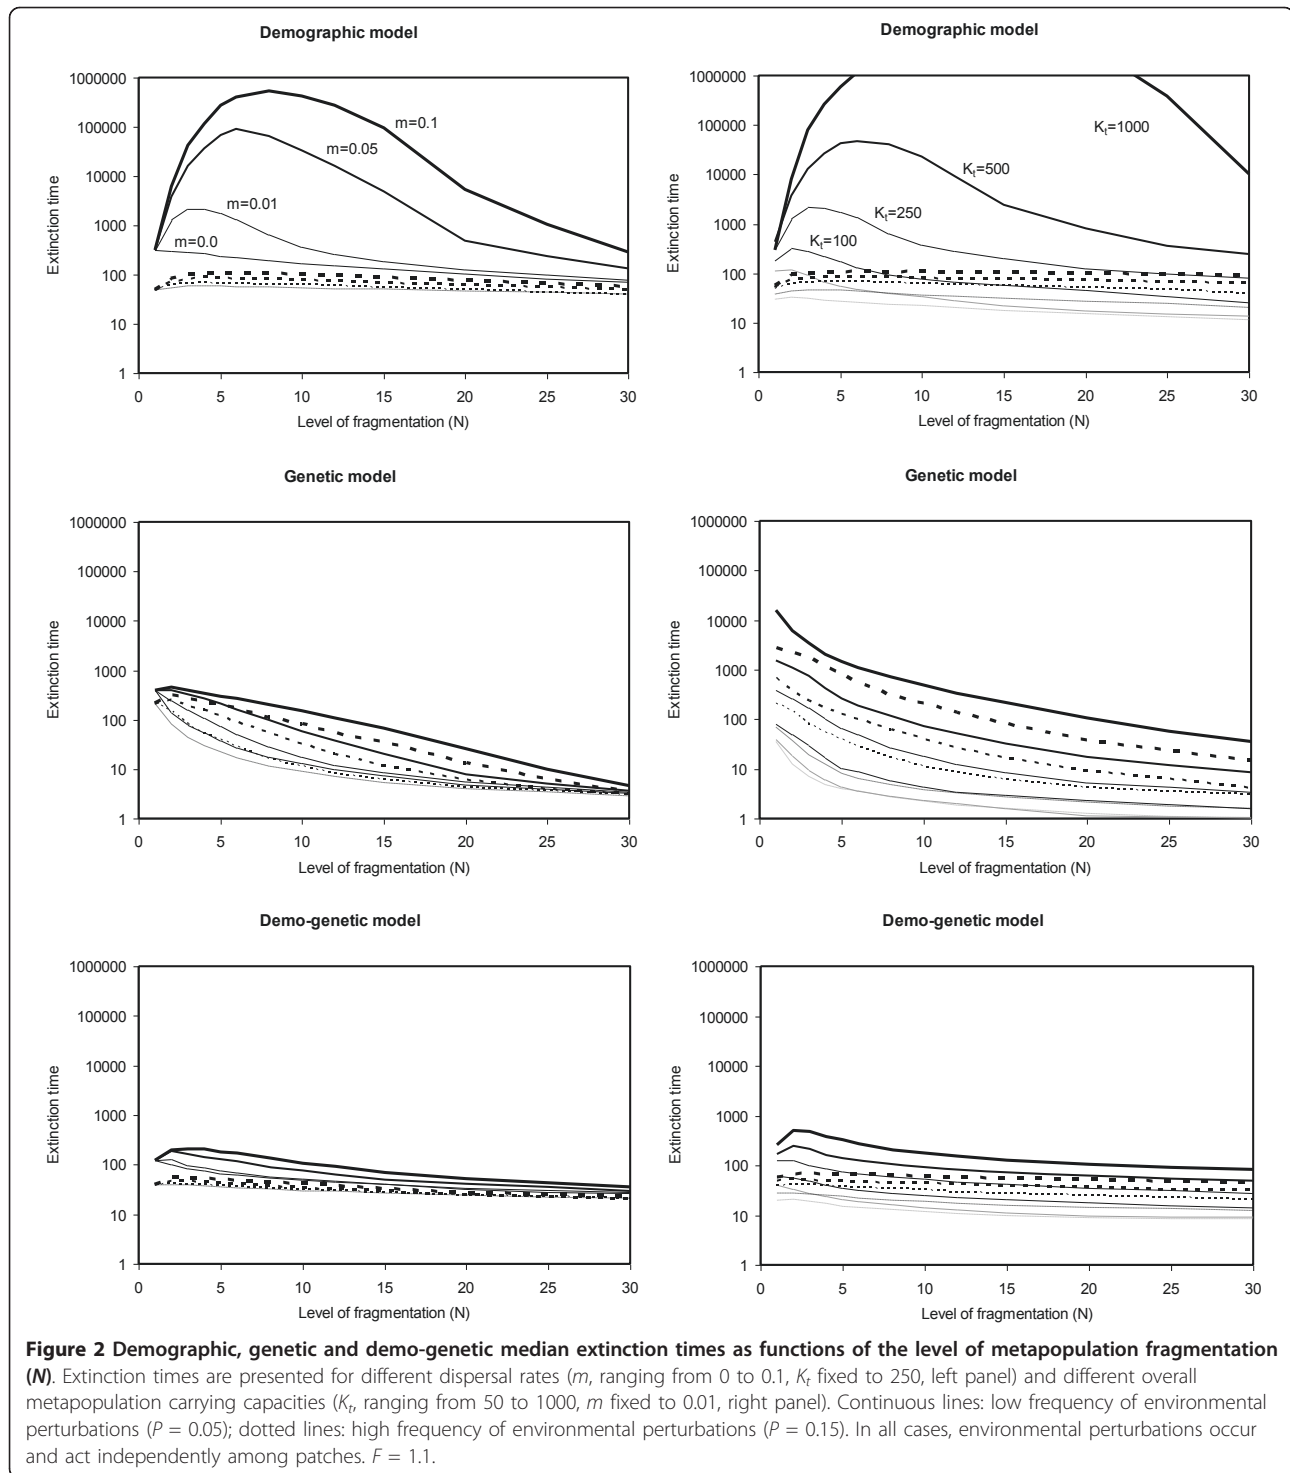 Demographic model
Demographic model
1000000
100000
10000
1000
100
10
1
Extinction time
m=0.1
m=0.05
m=0.01
m=0.0
0 5 10 15 20 25 30
Level of fragmentation (N)
1000000
100000
10000
1000
100
10
1
Extinction time
Kt=1000
Kt=500
Kt=250
Kt=100
0 5 10 15 20 25 30
Level of fragmentation (N)
Genetic model
Genetic model
1000000
100000
10000
1000
100
10
1
Extinction time
0 5 10 15 20 25 30
Level of fragmentation (N)
1000000
100000
10000
1000
100
10
1
Extinction time
0 5 10 15 20 25 30
Level of fragmentation (N)
Demo-genetic model
Demo-genetic model
1000000
100000
10000
1000
100
10
1
Extinction time
0 5 10 15 20 25 30
Level of fragmentation (N)
1000000
100000
10000
1000
100
10
1
Extinction time
0 5 10 15 20 25 30
Level of fragmentation (N)
Figure 2 Demographic, genetic and demo-genetic median extinction times as functions of the level of metapopulation fragmentation
(N). Extinction times are presented for different dispersal rates (m, ranging from 0 to 0.1, Kt fixed to 250, left panel) and different overall
metapopulation carrying capacities (Kt, ranging from 50 to 1000, m fixed to 0.01, right panel). Continuous lines: low frequency of environmental
perturbations (P = 0.05); dotted lines: high frequency of environmental perturbations (P = 0.15). In all cases, environmental perturbations occur
and act independently among patches. F = 1.1.